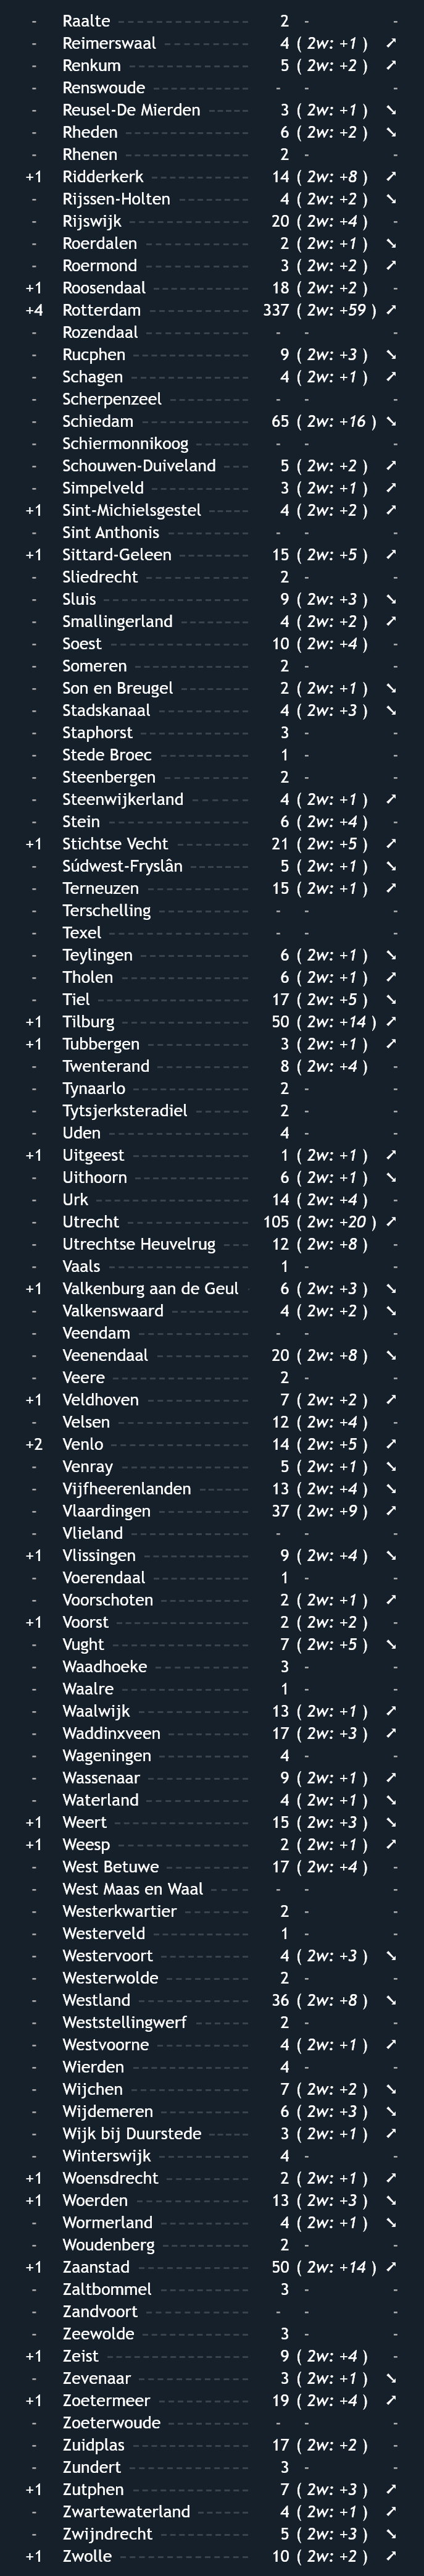 - Raalte 2 - -
- Reimerswaal 4 ( 2w: +1 ) ↗
- Renkum 5 ( 2w: +2 ) ↗
- Renswoude - - -
- Reusel-De Mierden 3 ( 2w: +1 ) ↘
- Rheden 6 ( 2w: +2 ) ↘
- Rhenen 2 - -
+1 Ridderkerk 14 ( 2w: +8 ) ↗
- Rijssen-Holten 4 ( 2w: +2 ) ↘
- Rijswijk 20 ( 2w: +4 ) -
- Roerdalen 2 ( 2w: +1 ) ↘
- Roermond 3 ( 2w: +2 ) ↗
+1 Roosendaal 18 ( 2w: +2 ) -
+4 Rotterdam 337 ( 2w: +59 ) ↗
- Rozendaal - - -
- Rucphen 9 ( 2w: +3 ) ↘
- Schagen 4 ( 2w: +1 ) ↗
- Scherpenzeel - - -
- Schiedam 65 ( 2w: +16 ) ↘
- Schiermonnikoog - - -
- Schouwen-Duiveland 5 ( 2w: +2 ) ↗
- Simpelveld 3 ( 2w: +1 ) ↗
+1 Sint-Michielsgestel 4 ( 2w: +2 ) ↗
- Sint Anthonis - - -
+1 Sittard-Geleen 15 ( 2w: +5 ) ↗
- Sliedrecht 2 - -
- Sluis 9 ( 2w: +3 ) ↘
- Smallingerland 4 ( 2w: +2 ) ↗
- Soest 10 ( 2w: +4 ) -
- Someren 2 - -
- Son en Breugel 2 ( 2w: +1 ) ↘
- Stadskanaal 4 ( 2w: +3 ) ↘
- Staphorst 3 - -
- Stede Broec 1 - -
- Steenbergen 2 - -
- Steenwijkerland 4 ( 2w: +1 ) ↗
- Stein 6 ( 2w: +4 ) -
+1 Stichtse Vecht 21 ( 2w: +5 ) ↗
- Súdwest-Fryslân 5 ( 2w: +1 ) ↘
- Terneuzen 15 ( 2w: +1 ) ↗
- Terschelling - - -
- Texel - - -
- Teylingen 6 ( 2w: +1 ) ↘
- Tholen 6 ( 2w: +1 ) ↗
- Tiel 17 ( 2w: +5 ) ↘
+1 Tilburg 50 ( 2w: +14 ) ↗
+1 Tubbergen 3 ( 2w: +1 ) ↗
- Twenterand 8 ( 2w: +4 ) -
- Tynaarlo 2 - -
- Tytsjerksteradiel 2 - -
- Uden 4 - -
+1 Uitgeest 1 ( 2w: +1 ) ↗
- Uithoorn 6 ( 2w: +1 ) ↘
- Urk 14 ( 2w: +4 ) -
- Utrecht 105 ( 2w: +20 ) ↗
- Utrechtse Heuvelrug 12 ( 2w: +8 ) -
- Vaals 1 - -
+1 Valkenburg aan de Geul 6 ( 2w: +3 ) ↘
- Valkenswaard 4 ( 2w: +2 ) ↘
- Veendam - - -
- Veenendaal 20 ( 2w: +8 ) ↘
- Veere 2 - -
+1 Veldhoven 7 ( 2w: +2 ) ↗
- Velsen 12 ( 2w: +4 ) -
+2 Venlo 14 ( 2w: +5 ) ↗
- Venray 5 ( 2w: +1 ) ↘
- Vijfheerenlanden 13 ( 2w: +4 ) ↘
- Vlaardingen 37 ( 2w: +9 ) ↗
- Vlieland - - -
+1 Vlissingen 9 ( 2w: +4 ) ↘
- Voerendaal 1 - -
- Voorschoten 2 ( 2w: +1 ) ↗
+1 Voorst 2 ( 2w: +2 ) -
- Vught 7 ( 2w: +5 ) ↘
- Waadhoeke 3 - -
- Waalre 1 - -
- Waalwijk 13 ( 2w: +1 ) ↗
- Waddinxveen 17 ( 2w: +3 ) ↗
- Wageningen 4 - -
- Wassenaar 9 ( 2w: +1 ) ↗
- Waterland 4 ( 2w: +1 ) ↘
+1 Weert 15 ( 2w: +3 ) ↘
+1 Weesp 2 ( 2w: +1 ) ↗
- West Betuwe 17 ( 2w: +4 ) -
- West Maas en Waal - - -
- Westerkwartier 2 - -
- Westerveld 1 - -
- Westervoort 4 ( 2w: +3 ) ↘
- Westerwolde 2 - -
- Westland 36 ( 2w: +8 ) ↘
- Weststellingwerf 2 - -
- Westvoorne 4 ( 2w: +1 ) ↗
- Wierden 4 - -
- Wijchen 7 ( 2w: +2 ) ↘
- Wijdemeren 6 ( 2w: +3 ) ↘
- Wijk bij Duurstede 3 ( 2w: +1 ) ↗
- Winterswijk 4 - -
+1 Woensdrecht 2 ( 2w: +1 ) ↗
+1 Woerden 13 ( 2w: +3 ) ↘
- Wormerland 4 ( 2w: +1 ) ↘
- Woudenberg 2 - -
+1 Zaanstad 50 ( 2w: +14 ) ↗
- Zaltbommel 3 - -
- Zandvoort - - -
- Zeewolde 3 - -
+1 Zeist 9 ( 2w: +4 ) -
- Zevenaar 3 ( 2w: +1 ) ↘
+1 Zoetermeer 19 ( 2w: +4 ) ↗
- Zoeterwoude - - -
- Zuidplas 17 ( 2w: +2 ) -
- Zundert 3 - -
+1 Zutphen 7 ( 2w: +3 ) ↗
- Zwartewaterland 4 ( 2w: +1 ) ↗
- Zwijndrecht 5 ( 2w: +3 ) ↘
+1 Zwolle 10 ( 2w: +2 ) ↗